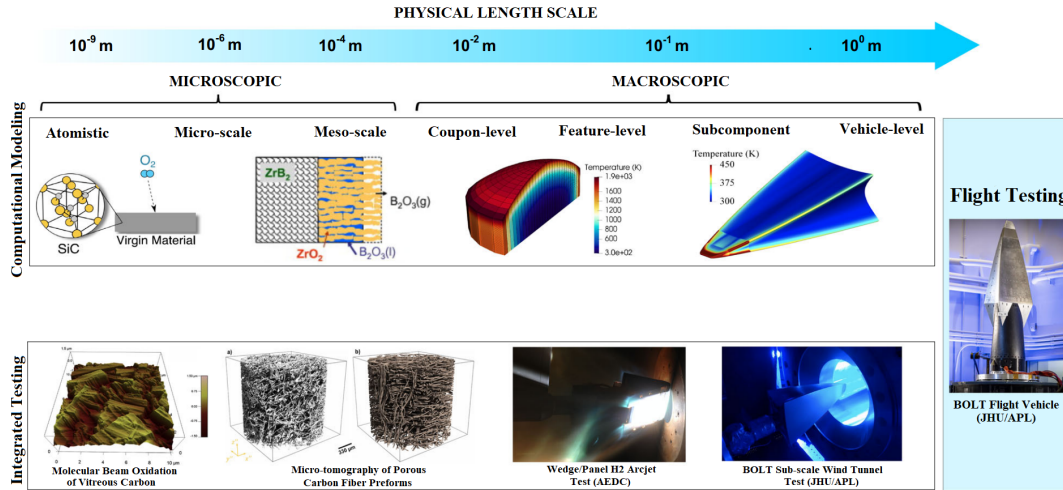 PHYSICAL LENGTH SCALE
10⁻⁹ m 10⁻⁶ m 10⁻⁴ m 10⁻² m 10⁻¹ m 10⁰ m
MICROSCOPIC MACROSCOPIC
Computational Modeling
Atomistic Micro-scale Meso-scale Coupon-level Feature-level Subcomponent Vehicle-level
O₂
SiC
Virgin Material
ZrB₂
B₂O₃(g)
ZrO₂
B₂O₃(l)
Temperature (K)
1.9e+03
1600
1400
1200
1000
800
600
3.0e+02
Temperature (K)
450
375
300
Flight Testing
BOLT Flight Vehicle
(JHU/APL)
Integrated Testing
10 µm
Molecular Beam Oxidation
of Vitreous Carbon
a) b)
Micro-tomography of Porous
Carbon Fiber Preforms
Wedge/Panel H2 Arcjet
Test (AEDC)
BOLT Sub-scale Wind Tunnel
Test (JHU/APL)